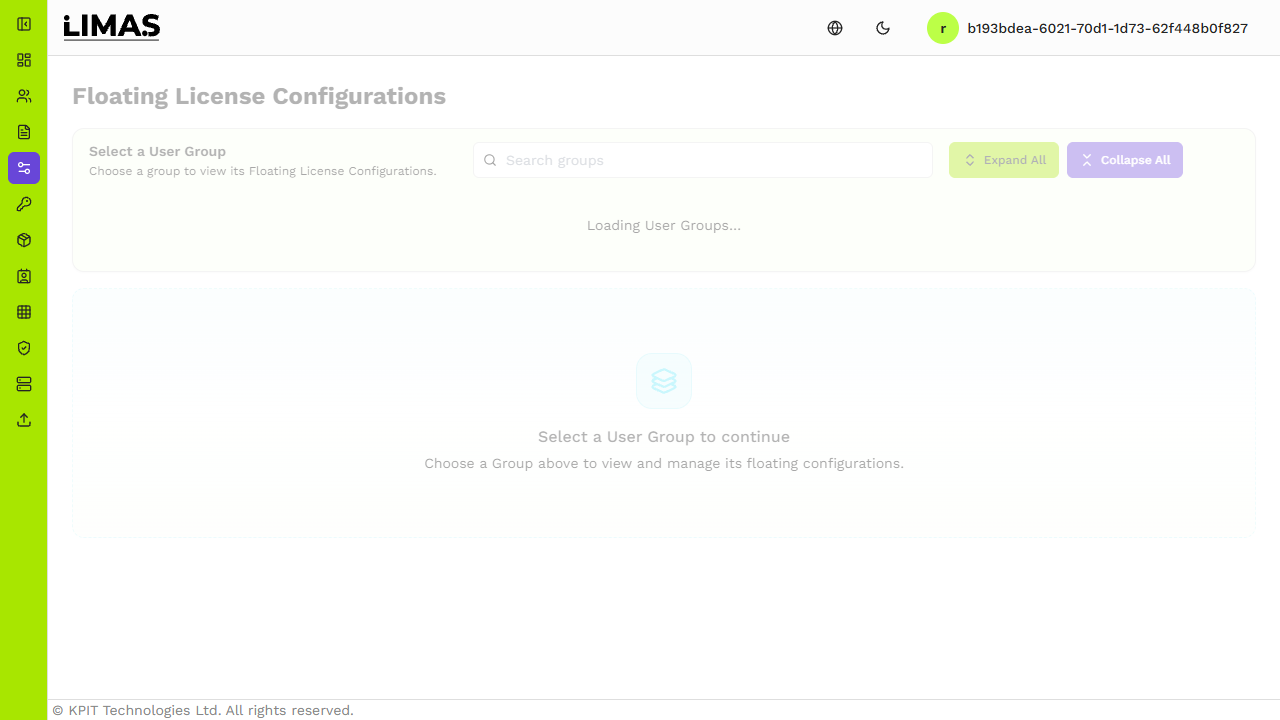 LIMAS
r
b193bdea-6021-70d1-1d73-62f448b0f827
Floating License Configurations
Select a User Group
Choose a group to view its Floating License Configurations.
Search groups
Expand All
Collapse All
Loading User Groups...
Select a User Group to continue
Choose a Group above to view and manage its floating configurations.
© KPIT Technologies Ltd. All rights reserved.